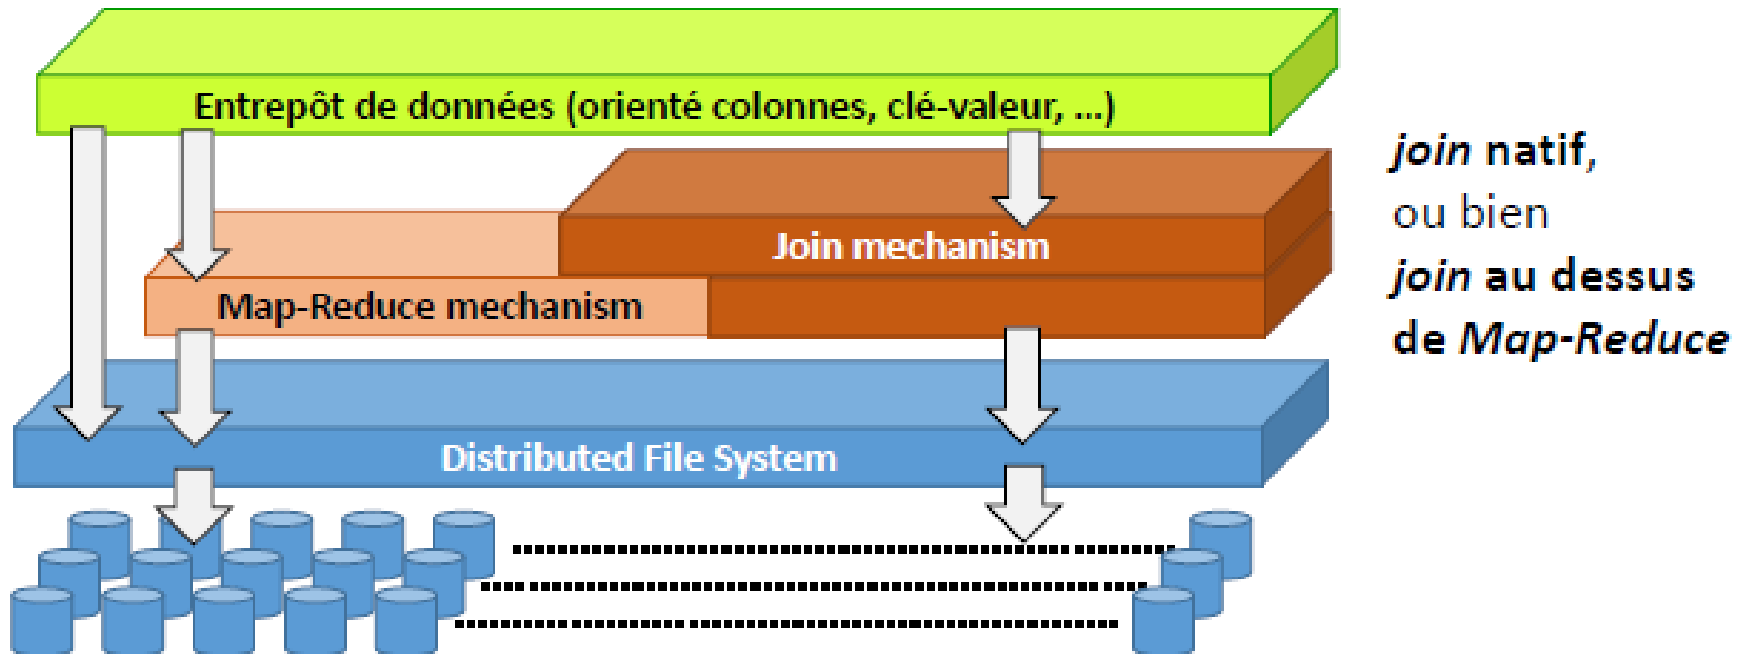 Entrepôt de données (orienté colonnes, clé-valeur, ...)
join natif,
ou bien
join au dessus
de Map-Reduce
Join mechanism
Map-Reduce mechanism
Distributed File System